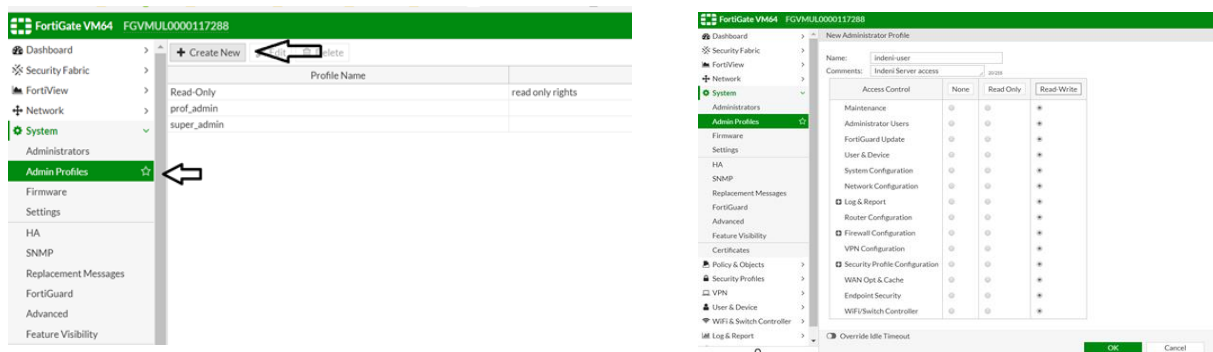 FortiGate VM64 FGVMUL0000117288
Dashboard
Security Fabric
FortiView
Network
System
Administrators
Admin Profiles
Firmware
Settings
HA
SNMP
Replacement Messages
FortiGuard
Advanced
Feature Visibility
Create New Delete
Profile Name
Read-Only read only rights
prof_admin
super_admin
FortiGate VM64 FGVMUL0000117288
Dashboard
Security Fabric
FortiView
Network
System
Administrators
Admin Profiles
Firmware
Settings
HA
SNMP
Replacement Messages
FortiGuard
Advanced
Feature Visibility
Certificates
Policy & Objects
Security Profiles
VPN
User & Device
WiFi & Switch Controller
Log & Report
New Administrator Profile
Name: indeni-user
Comments: Indeni Server access
Access Control None Read Only Read-Write
Maintenance
Administrator Users
FortiGuard Update
User & Device
System Configuration
Network Configuration
Log & Report
Router Configuration
Firewall Configuration
VPN Configuration
Security Profile Configuration
WAN Opt & Cache
Endpoint Security
WiFi/Switch Controller
Override Idle Timeout
OK Cancel